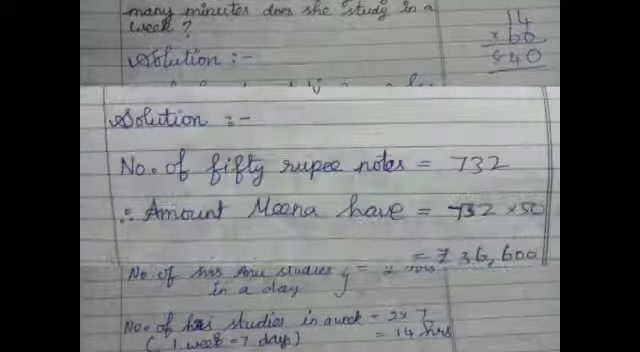 many minutes does she study in a
week?
14
× 60
840
Solution :-
Solution :-
No. of fifty rupee notes = 732
∴ Amount Meena have = 732 × 50
= ₹ 36,600
No. of hrs Anu studies } = 2 hrs
in a day
No. of hrs studies in a week = 2 × 7
( 1 week = 7 days) = 14 hrs